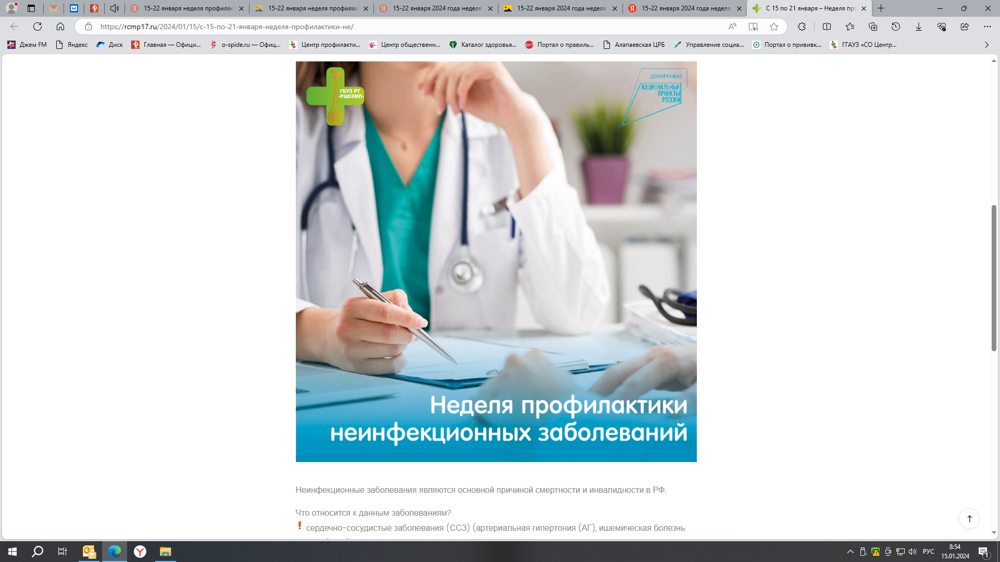 15-22 января неделя профилак
15-22 января неделя профилак
15-22 января 2024 года неделя
15-22 января 2024 года неделя
15-22 января 2024 года неделя
С 15 по 21 января – Неделя про
https://rcmp17.ru/2024/01/15/с-15-по-21-января-неделя-профилактики-не/
Джем FM
Яндекс
Диск
Главная — Офици...
o-spide.ru — Офиц...
Центр профилакти...
Центр общественн...
Каталог здоровья...
Портал о правиль...
Алапаевская ЦРБ
Управление социа...
Портал о прививк...
ГГАУЗ «СО Центр...
ГБУЗ РТ
«РЦОЗМП»
ДЕМОГРАФИЯ
НАЦИОНАЛЬНЫЕ
ПРОЕКТЫ
РОССИИ
Неделя профилактики
неинфекционных заболеваний
Неинфекционные заболевания являются основной причиной смертности и инвалидности в РФ.
Что относится к данным заболеваниям?
❗ сердечно-сосудистые заболевания (ССЗ) (артериальная гипертония (АГ), ишемическая болезнь
РУС
8:54
15.01.2024
1